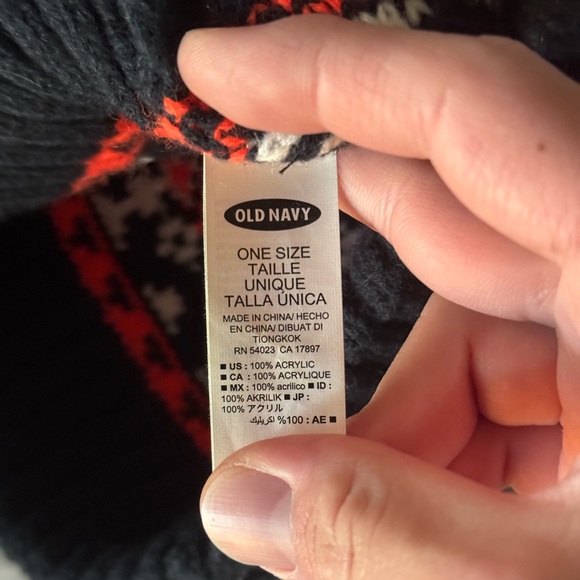 OLD NAVY
ONE SIZE
TAILLE
UNIQUE
TALLA ÚNICA
MADE IN CHINA/ HECHO
EN CHINA/ DIBUAT DI
TIONGKOK
RN 54023 CA 17897
■ US : 100% ACRYLIC
■ CA : 100% ACRYLIQUE
■ MX : 100% acrílico ■ ID :
100% AKRILIK ■ JP :
100% アクリル
■ AE : 100% اكريليك